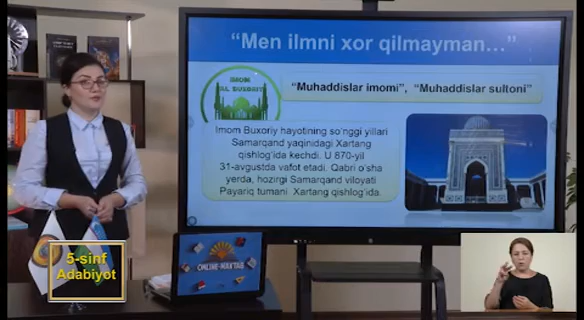 “Men ilmni xor qilmayman…”
IMOM
AL BUXORIY
“Muhaddislar imomi”, “Muhaddislar sultoni”
Imom Buxoriy hayotining so‘nggi yillari
Samarqand yaqinidagi Xartang
qishlog‘ida kechdi. U 870-yil
31-avgustda vafot etadi. Qabri o‘sha
yerda, hozirgi Samarqand viloyati
Payariq tumani. Xartang qishlog‘ida.
5-sinf
Adabiyot
ONLINE-MAKTAB